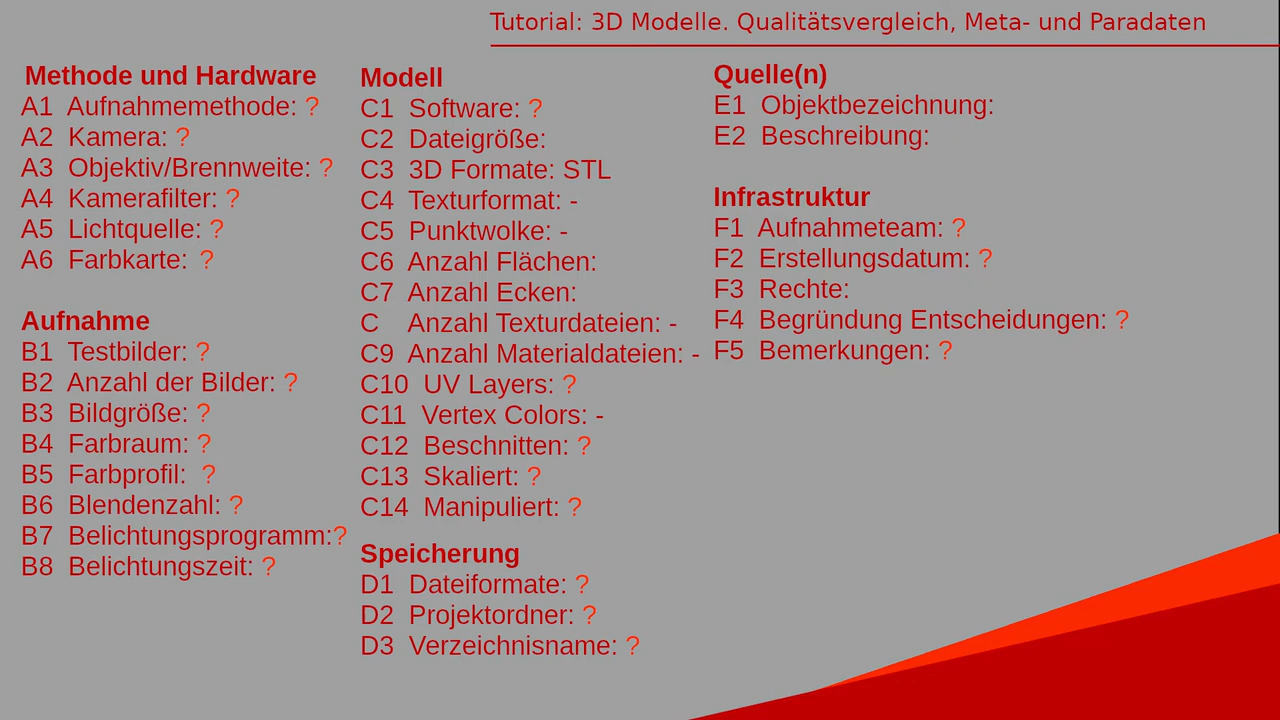 Tutorial: 3D Modelle. Qualitätsvergleich, Meta- und Paradaten
Methode und Hardware
A1 Aufnahmemethode: ?
A2 Kamera: ?
A3 Objektiv/Brennweite: ?
A4 Kamerafilter: ?
A5 Lichtquelle: ?
A6 Farbkarte: ?
Aufnahme
B1 Testbilder: ?
B2 Anzahl der Bilder: ?
B3 Bildgröße: ?
B4 Farbraum: ?
B5 Farbprofil: ?
B6 Blendenzahl: ?
B7 Belichtungsprogramm:?
B8 Belichtungszeit: ?
Modell
C1 Software: ?
C2 Dateigröße:
C3 3D Formate: STL
C4 Texturformat: -
C5 Punktwolke: -
C6 Anzahl Flächen:
C7 Anzahl Ecken:
C Anzahl Texturdateien: -
C9 Anzahl Materialdateien: -
C10 UV Layers: ?
C11 Vertex Colors: -
C12 Beschnitten: ?
C13 Skaliert: ?
C14 Manipuliert: ?
Speicherung
D1 Dateiformate: ?
D2 Projektordner: ?
D3 Verzeichnisname: ?
Quelle(n)
E1 Objektbezeichnung:
E2 Beschreibung:
Infrastruktur
F1 Aufnahmeteam: ?
F2 Erstellungsdatum: ?
F3 Rechte:
F4 Begründung Entscheidungen: ?
F5 Bemerkungen: ?